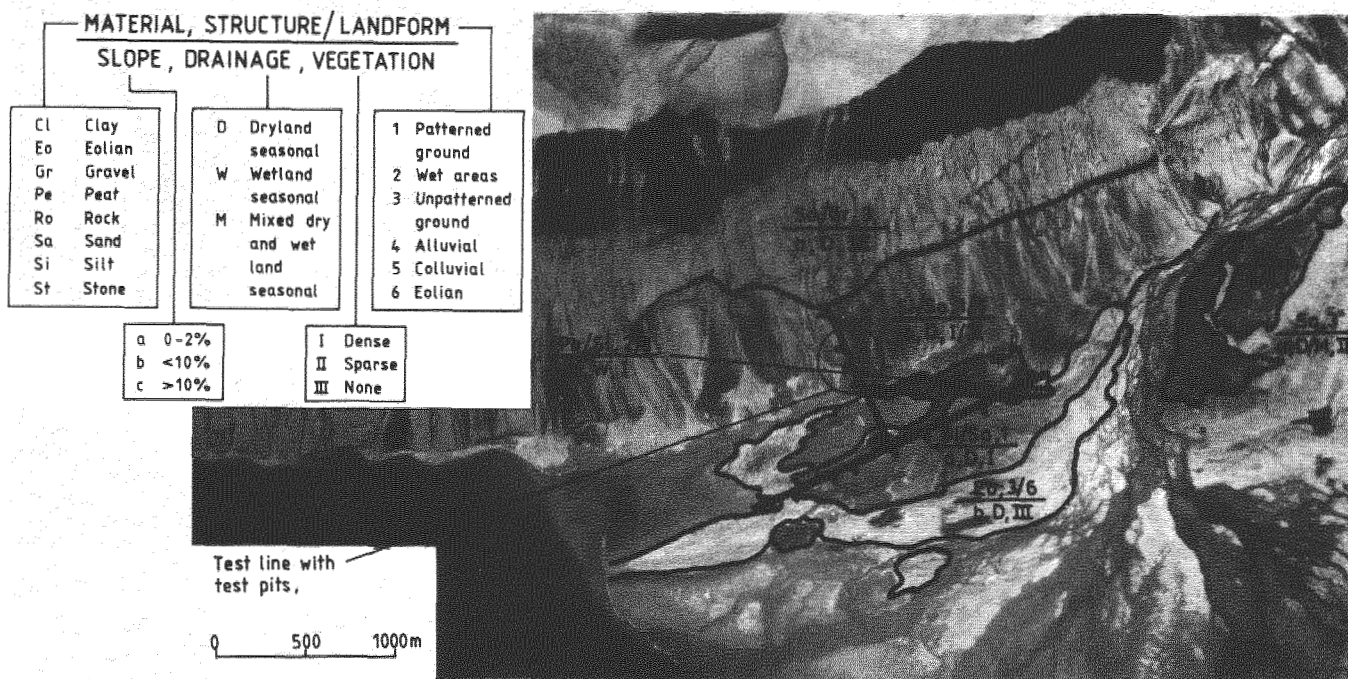 MATERIAL, STRUCTURE/LANDFORM
SLOPE, DRAINAGE, VEGETATION
Cl Clay
Eo Eolian
Gr Gravel
Pe Peat
Ro Rock
Sa Sand
Si Silt
St Stone
D Dryland
seasonal
W Wetland
seasonal
M Mixed dry
and wet
land
seasonal
1 Patterned
ground
2 Wet areas
3 Unpatterned
ground
4 Alluvial
5 Colluvial
6 Eolian
a 0-2%
b <10%
c >10%
I Dense
II Sparse
III None
Eo, 3/6
b, D, III
Test line with
test pits,
0 500 1000m